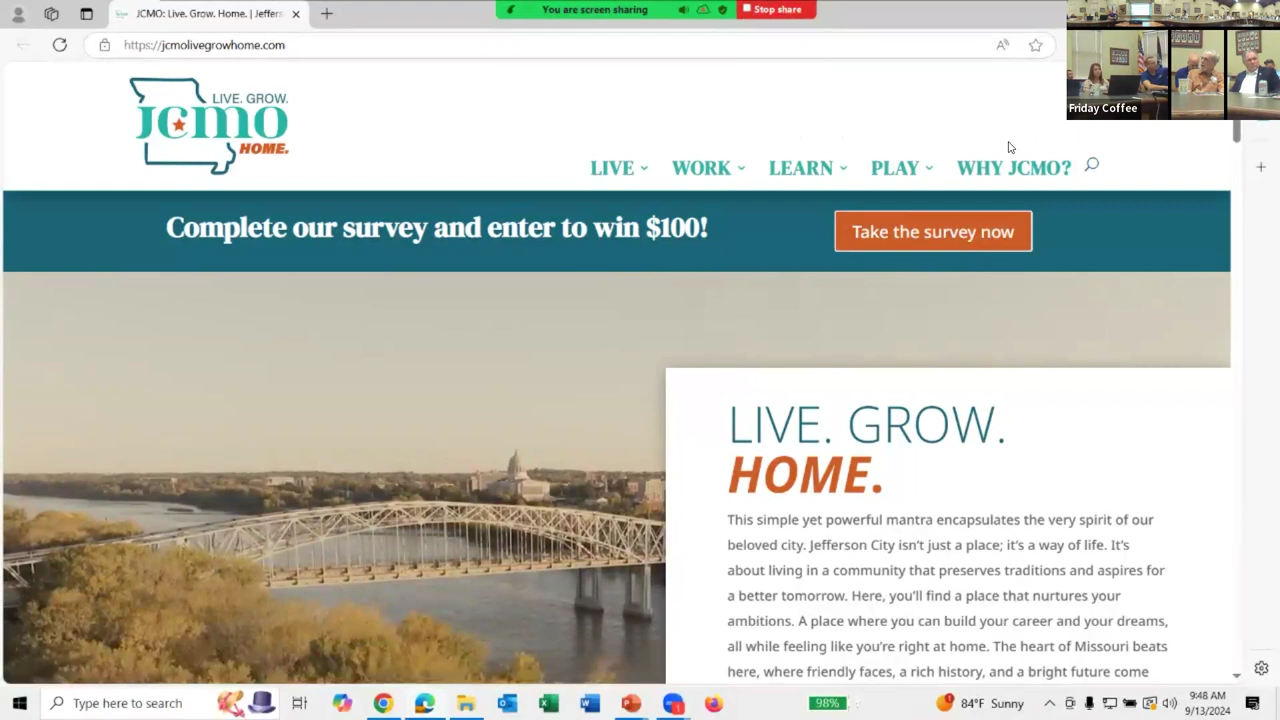 JCMO: Live. Grow. Home. | Jeffers
You are screen sharing
Stop share
https://jcmolivegrowhome.com
Friday Coffee
LIVE. GROW.
jcmo
HOME.
LIVE
WORK
LEARN
PLAY
WHY JCMO?
Complete our survey and enter to win $100!
Take the survey now
LIVE. GROW.
HOME.
This simple yet powerful mantra encapsulates the very spirit of our
beloved city. Jefferson City isn't just a place; it's a way of life. It's
about living in a community that preserves traditions and aspires for
a better tomorrow. Here, you'll find a place that nurtures your
ambitions. A place where you can build your career and your dreams,
all while feeling like you're right at home. The heart of Missouri beats
here, where friendly faces, a rich history, and a bright future come
Type here to search
98%
84°F Sunny
9:48 AM
9/13/2024